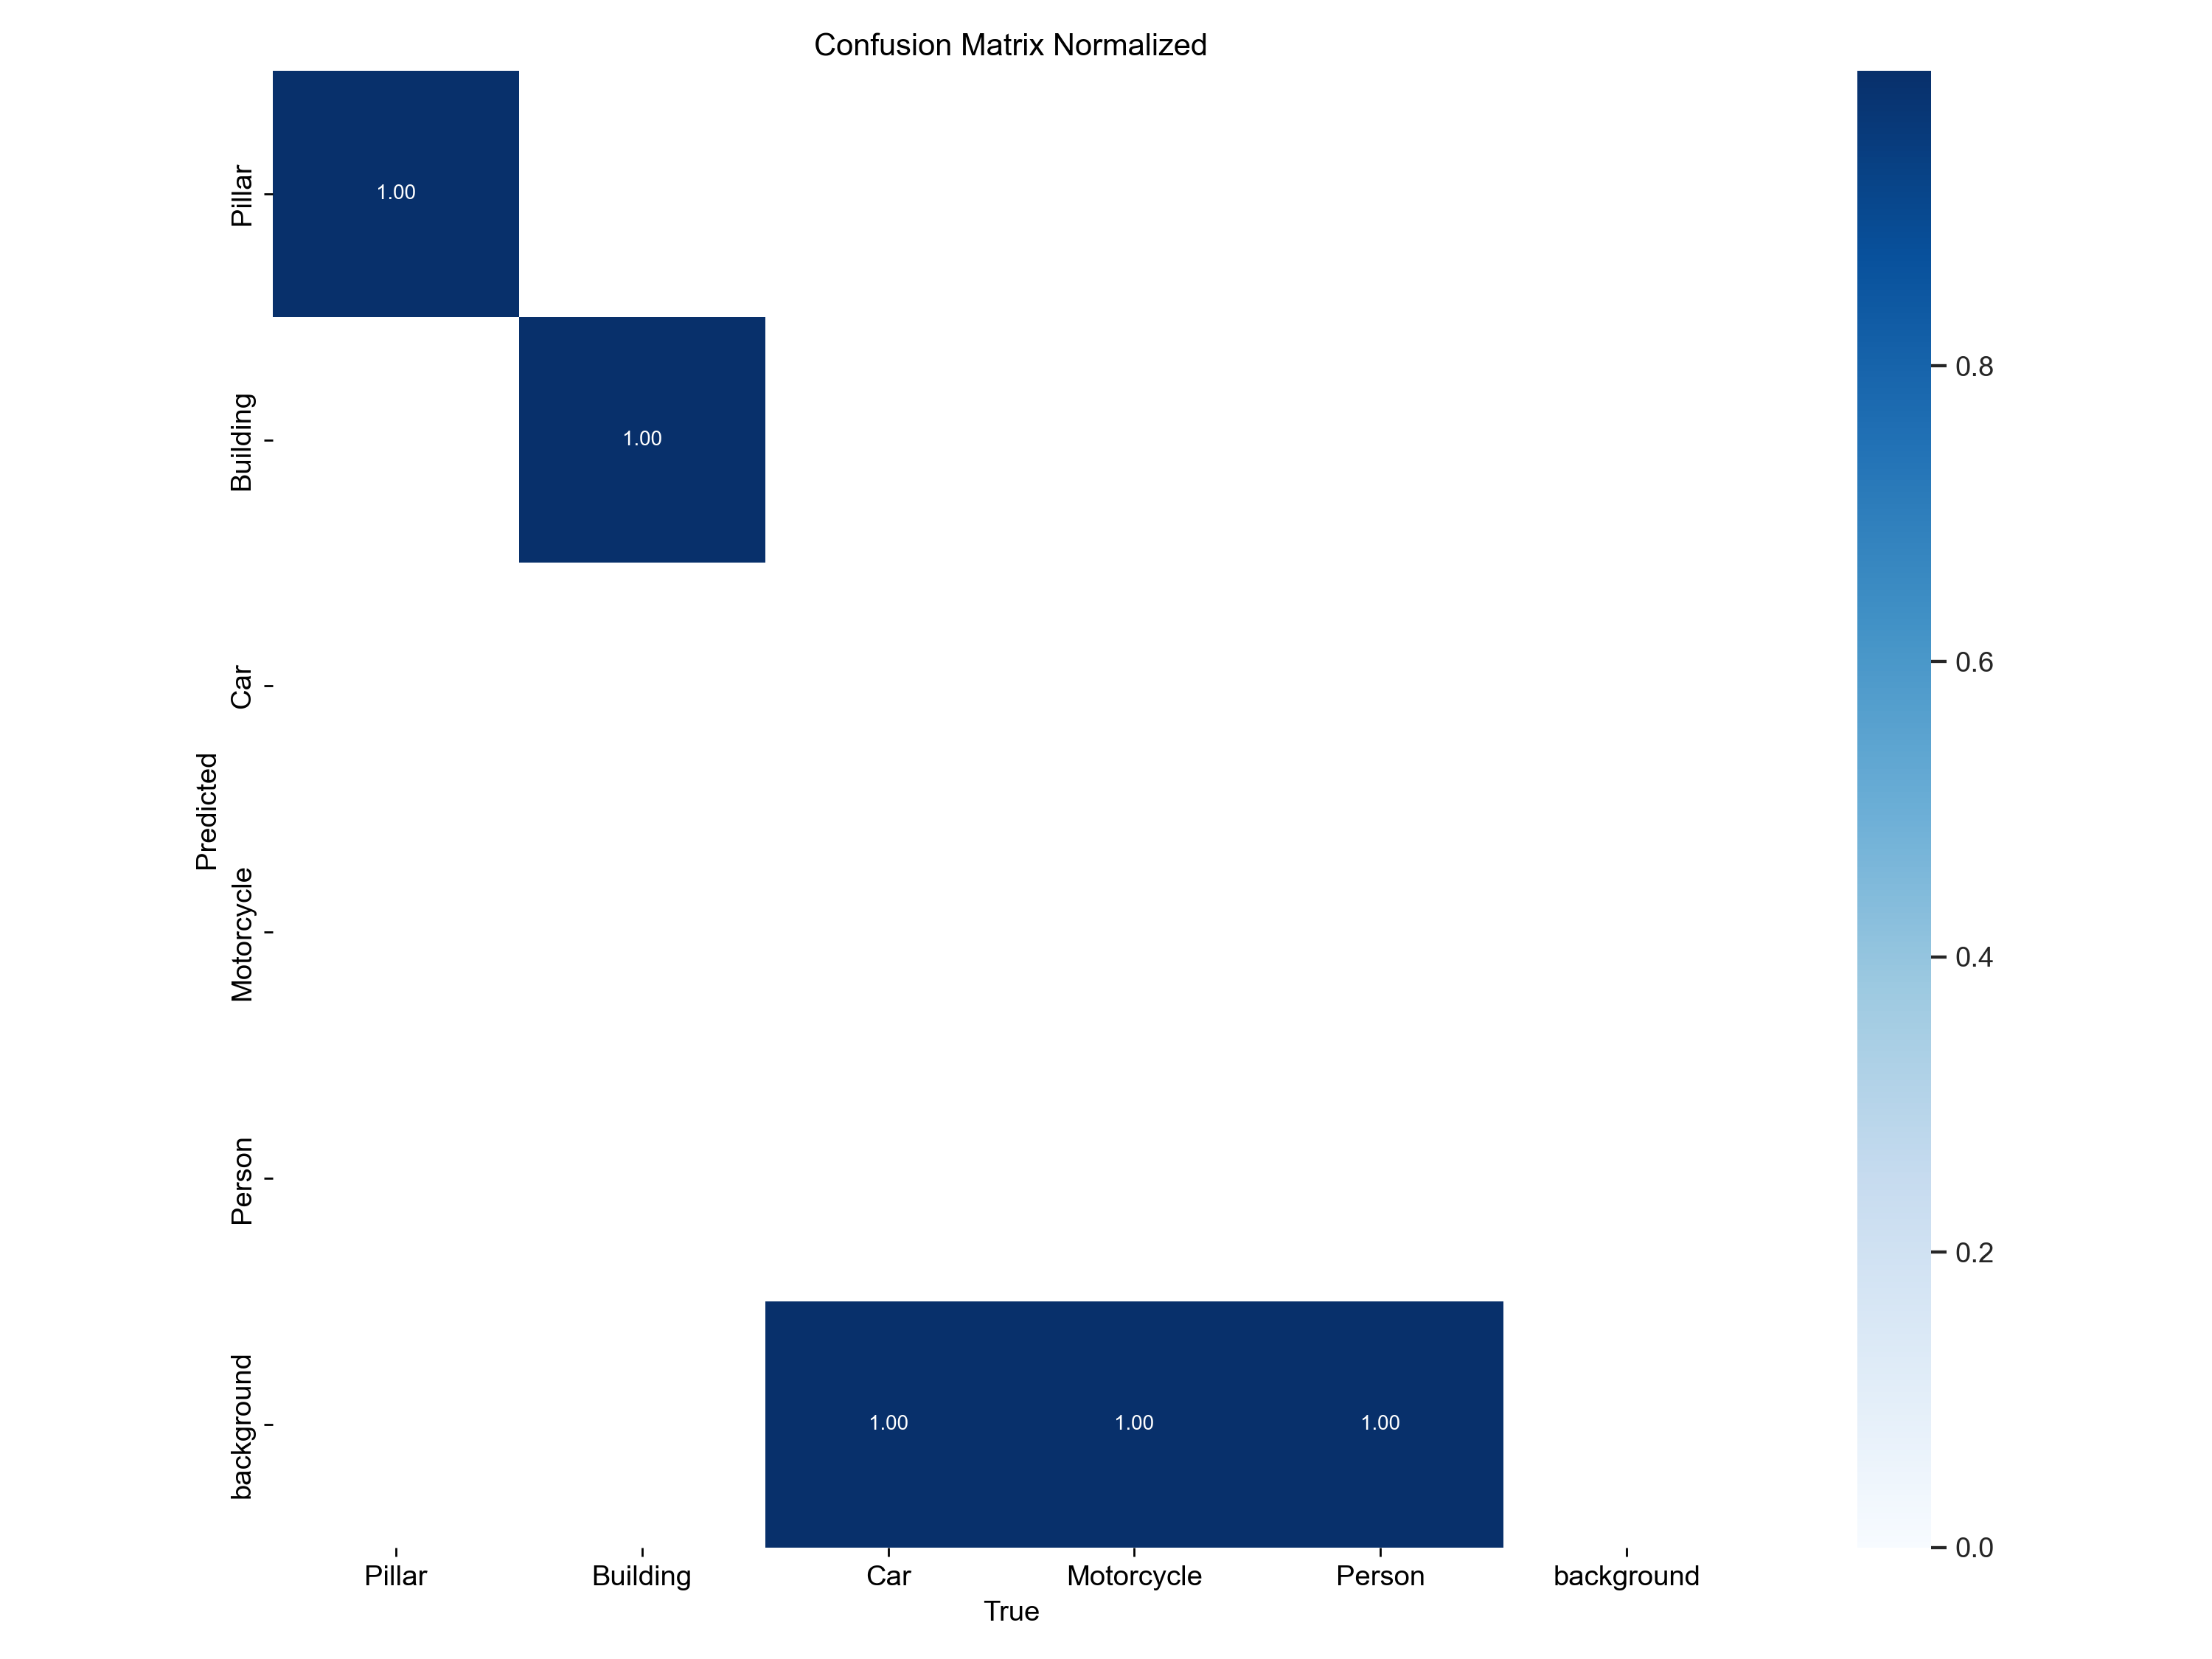 Confusion Matrix Normalized
Pillar
1.00
Building
1.00
Car
Predicted
Motorcycle
Person
background
1.00 1.00 1.00
Pillar Building Car Motorcycle Person background
True
0.8
0.6
0.4
0.2
0.0